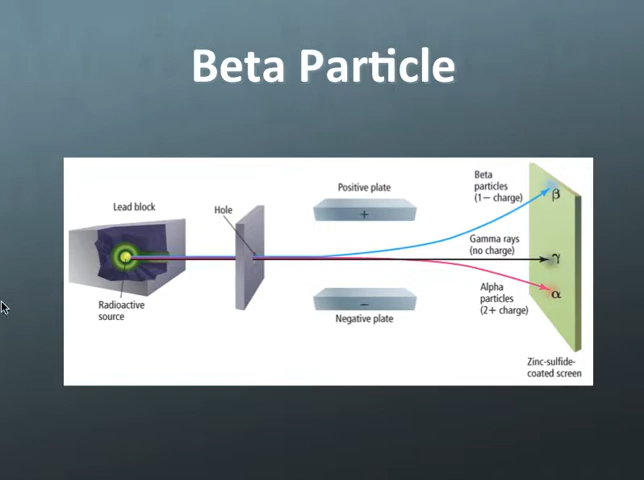 Beta Particle
Lead block
Hole
Positive plate
+
Beta
particles
(1− charge)
β
Gamma rays
(no charge)
γ
Alpha
particles
(2+ charge)
α
Radioactive
source
−
Negative plate
Zinc-sulfide-
coated screen